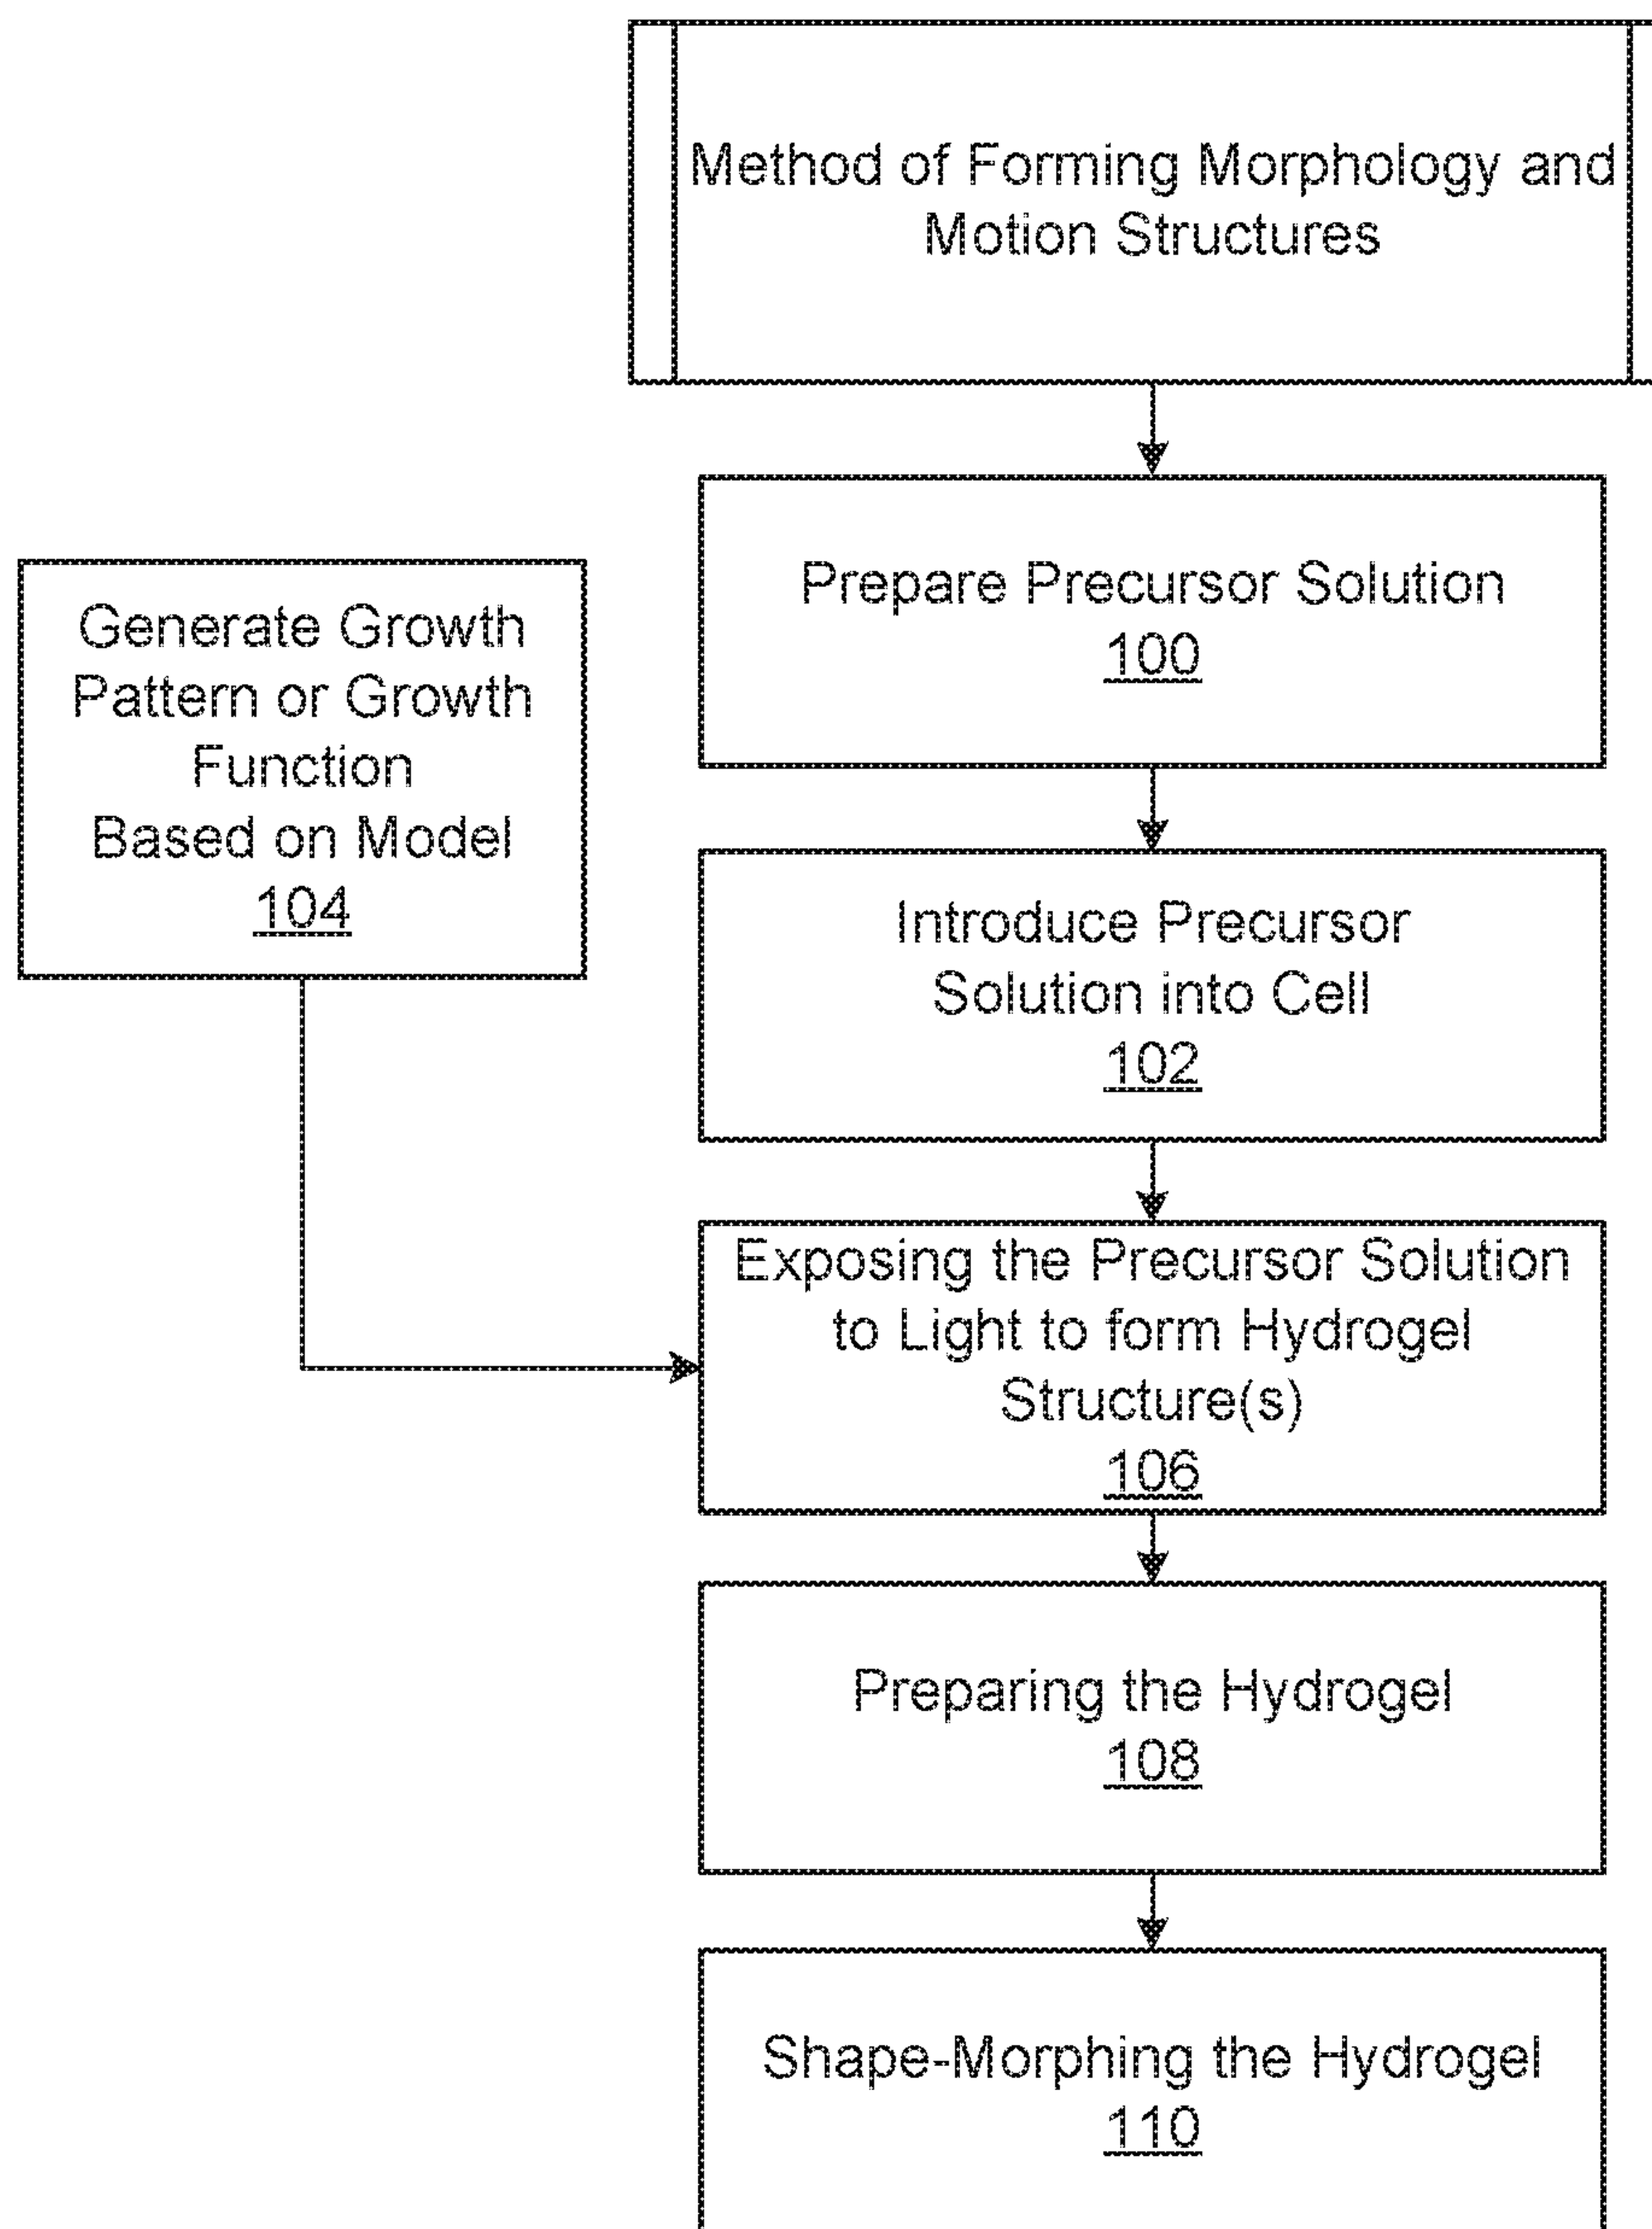 Method of Forming Morphology and
Motion Structures
Prepare Precursor Solution
100
Generate Growth
Pattern or Growth
Function
Based on Model
104
Introduce Precursor
Solution into Cell
102
Exposing the Precursor Solution
to Light to form Hydrogel
Structure(s)
106
Preparing the Hydrogel
108
Shape-Morphing the Hydrogel
110